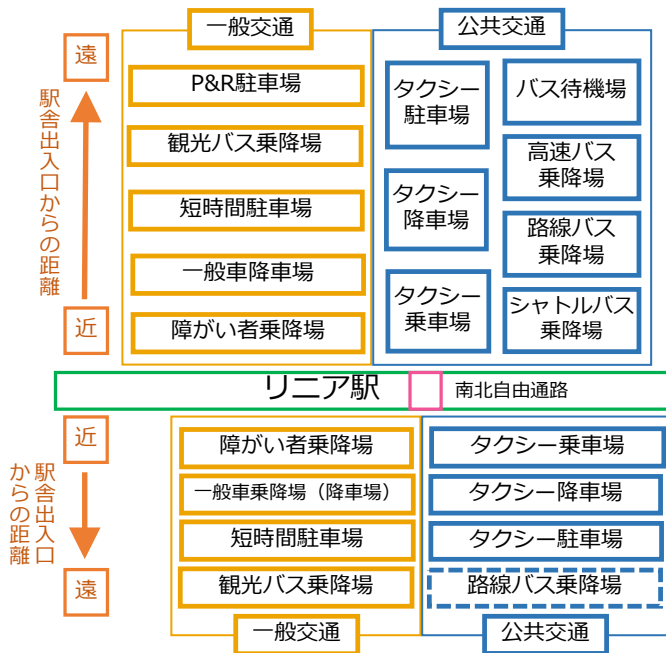 一般交通
公共交通
遠
駅舎出入口からの距離
近
P&R駐車場
観光バス乗降場
短時間駐車場
一般車降車場
障がい者乗降場
タクシー
駐車場
タクシー
降車場
タクシー
乗車場
バス待機場
高速バス
乗降場
路線バス
乗降場
シャトルバス
乗降場
リニア駅
南北自由通路
近
駅舎出入口
からの距離
遠
障がい者乗降場
一般車乗降場（降車場）
短時間駐車場
観光バス乗降場
タクシー乗車場
タクシー降車場
タクシー駐車場
路線バス乗降場
一般交通
公共交通